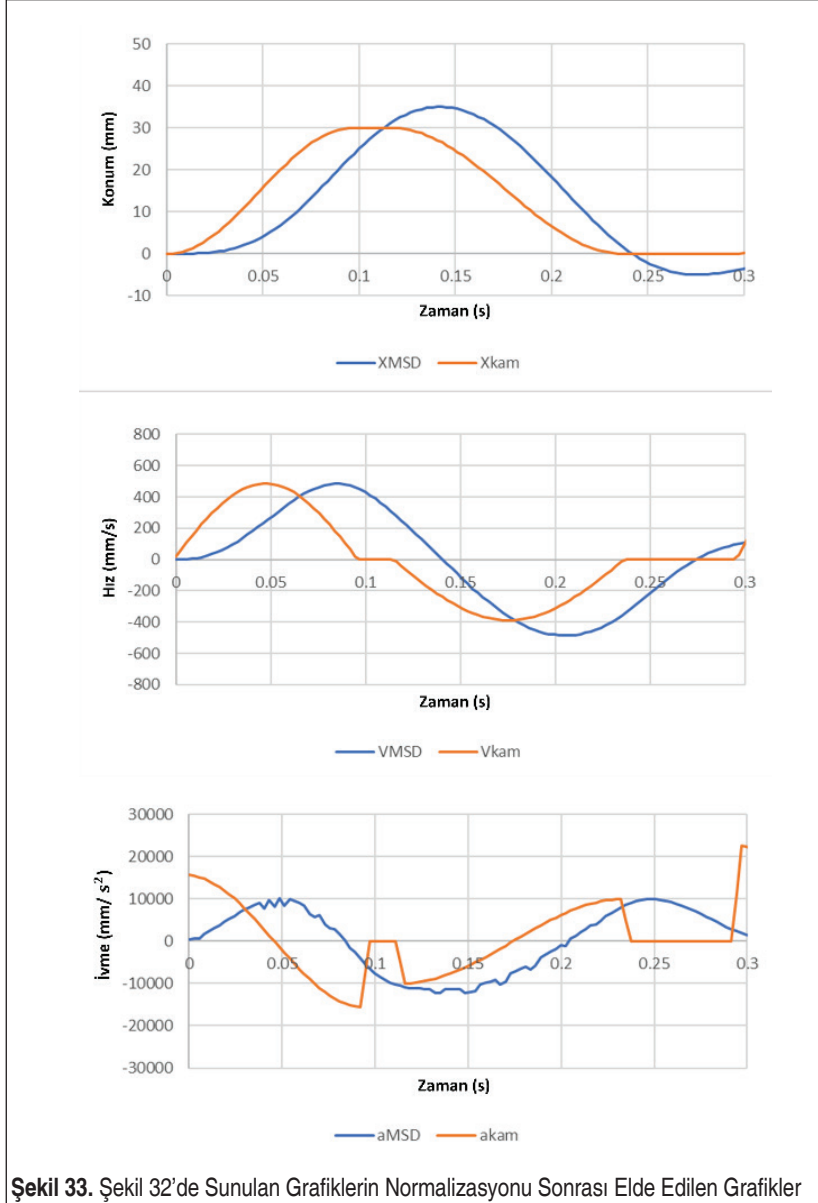 50
40
30
20
10
0
-10
Konum (mm)
0 0.05 0.1 0.15 0.2 0.25 0.3
Zaman (s)
XMSD Xkam
800
600
400
200
0
-200
-400
-600
-800
Hız (mm/s)
0 0.05 0.1 0.15 0.2 0.25 0.3
Zaman (s)
VMSD Vkam
30000
20000
10000
0
-10000
-20000
-30000
İvme (mm/ s²)
0 0.05 0.1 0.15 0.2 0.25 0.3
Zaman (s)
aMSD akam
Şekil 33. Şekil 32'de Sunulan Grafiklerin Normalizasyonu Sonrası Elde Edilen Grafikler